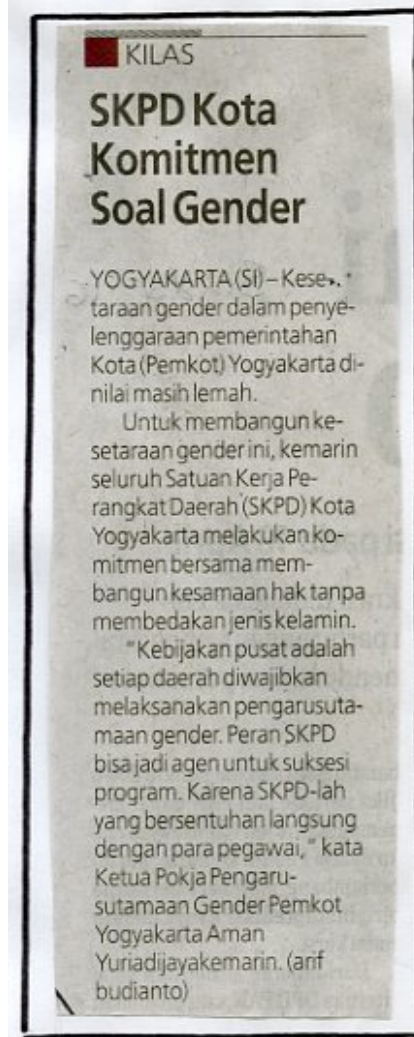 KILAS
SKPD Kota
Komitmen
Soal Gender
YOGYAKARTA (SI) – Kese-
taraan gender dalam penye-
lenggaraan pemerintahan
Kota (Pemkot) Yogyakarta di-
nilai masih lemah.
Untuk membangun ke-
setaraan gender ini, kemarin
seluruh Satuan Kerja Pe-
rangkat Daerah (SKPD) Kota
Yogyakarta melakukan ko-
mitmen bersama mem-
bangun kesamaan hak tanpa
membedakan jenis kelamin.
"Kebijakan pusat adalah
setiap daerah diwajibkan
melaksanakan pengarusuta-
maan gender. Peran SKPD
bisa jadi agen untuk suksesi
program. Karena SKPD-lah
yang bersentuhan langsung
dengan para pegawai," kata
Ketua Pokja Pengaru-
sutamaan Gender Pemkot
Yogyakarta Aman
Yuriadijayakemarin. (arif
budianto)